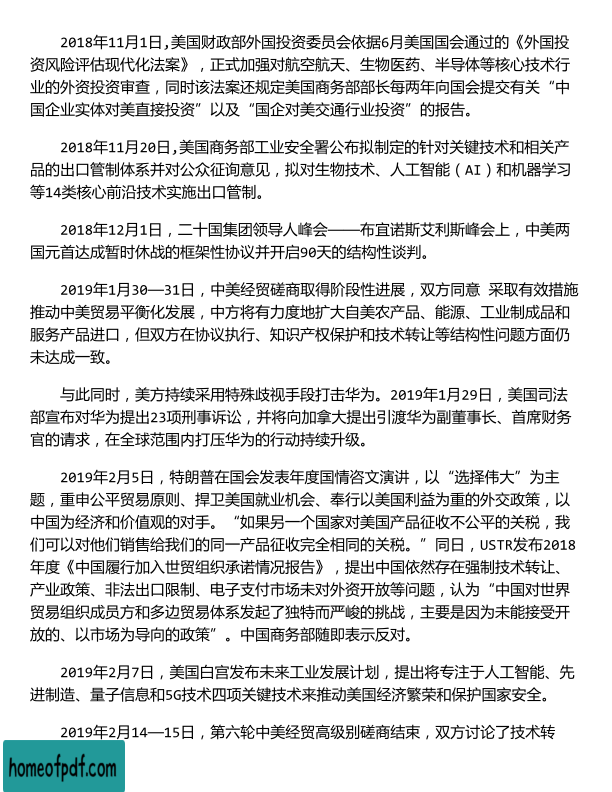 2018年11月1日,美国财政部外国投资委员会依据6月美国国会通过的《外国投
资风险评估现代化法案》，正式加强对航空航天、生物医药、半导体等核心技术行
业的外资投资审查，同时该法案还规定美国商务部部长每两年向国会提交有关“中
国企业实体对美直接投资”以及“国企对美交通行业投资”的报告。
2018年11月20日,美国商务部工业安全署公布拟制定的针对关键技术和相关产
品的出口管制体系并对公众征询意见，拟对生物技术、人工智能（AI）和机器学习
等14类核心前沿技术实施出口管制。
2018年12月1日，二十国集团领导人峰会——布宜诺斯艾利斯峰会上，中美两
国元首达成暂时休战的框架性协议并开启90天的结构性谈判。
2019年1月30—31日，中美经贸磋商取得阶段性进展，双方同意 采取有效措施
推动中美贸易平衡化发展，中方将有力度地扩大自美农产品、能源、工业制成品和
服务产品进口，但双方在协议执行、知识产权保护和技术转让等结构性问题方面仍
未达成一致。
与此同时，美方持续采用特殊歧视手段打击华为。2019年1月29日，美国司法
部宣布对华为提出23项刑事诉讼，并将向加拿大提出引渡华为副董事长、首席财务
官的请求，在全球范围内打压华为的行动持续升级。
2019年2月5日，特朗普在国会发表年度国情咨文演讲，以“选择伟大”为主
题，重申公平贸易原则、捍卫美国就业机会、奉行以美国利益为重的外交政策，以
中国为经济和价值观的对手。“如果另一个国家对美国产品征收不公平的关税，我
们可以对他们销售给我们的同一产品征收完全相同的关税。”同日，USTR发布2018
年度《中国履行加入世贸组织承诺情况报告》，提出中国依然存在强制技术转让、
产业政策、非法出口限制、电子支付市场未对外资开放等问题，认为“中国对世界
贸易组织成员方和多边贸易体系发起了独特而严峻的挑战，主要是因为未能接受开
放的、以市场为导向的政策”。中国商务部随即表示反对。
2019年2月7日，美国白宫发布未来工业发展计划，提出将专注于人工智能、先
进制造、量子信息和5G技术四项关键技术来推动美国经济繁荣和保护国家安全。
2019年2月14—15日，第六轮中美经贸高级别磋商结束，双方讨论了技术转
homeofpdf.com